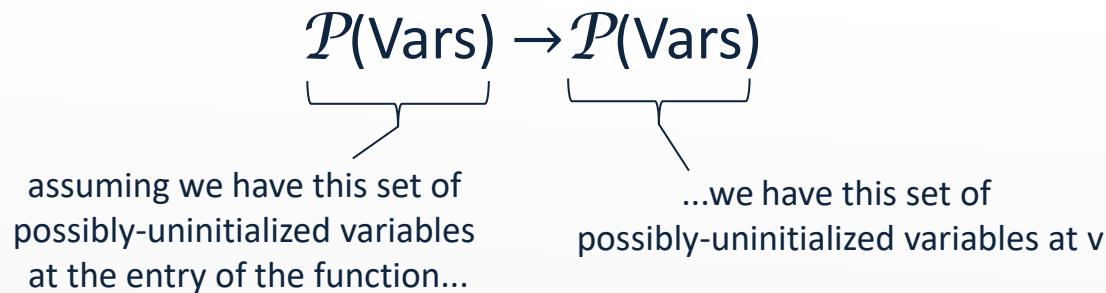 𝒫(Vars) → 𝒫(Vars)
assuming we have this set of
possibly-uninitialized variables
at the entry of the function...
...we have this set of
possibly-uninitialized variables at v